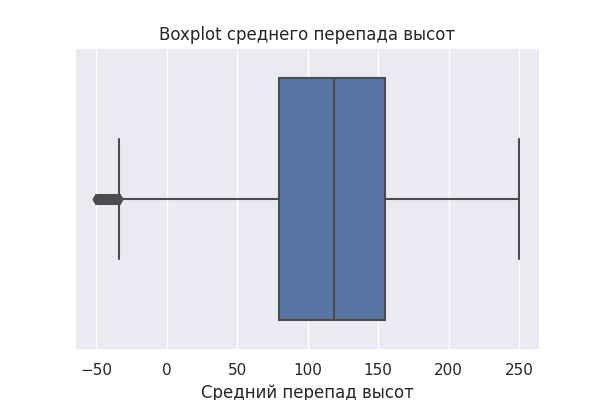 Boxplot среднего перепада высот
−50 0 50 100 150 200 250
Средний перепад высот